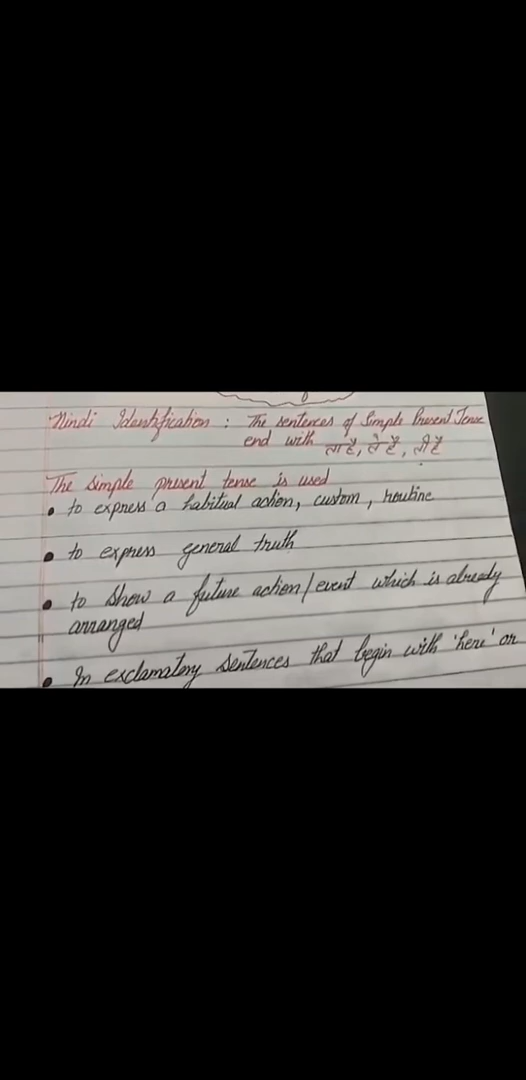 Hindi Identification : The sentences of Simple Present Tense
end with ता है, ते हैं, ती है
The simple present tense is used
• to express a habitual action, custom, routine
• to express general truth
• to show a future action/event which is already
arranged
• In exclamatory sentences that begin with 'here' or